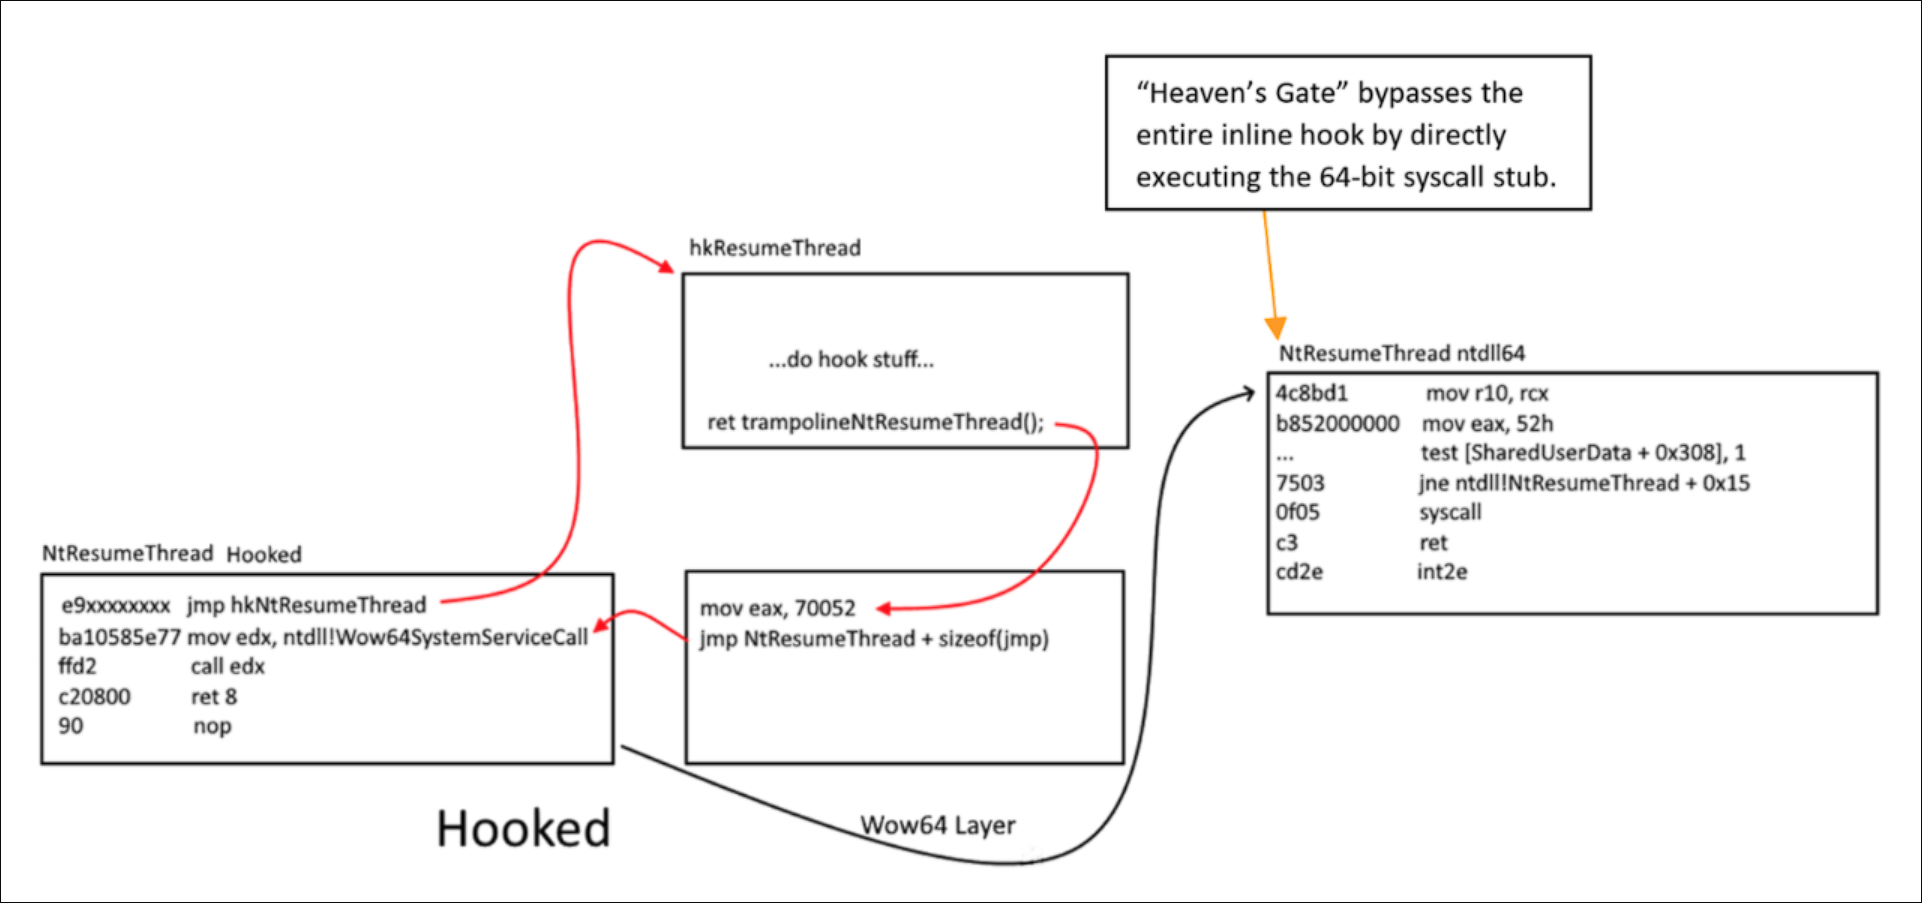 “Heaven’s Gate” bypasses the
entire inline hook by directly
executing the 64-bit syscall stub.
hkResumeThread
...do hook stuff...
ret trampolineNtResumeThread();
NtResumeThread ntdll64
4c8bd1 mov r10, rcx
b852000000 mov eax, 52h
... test [SharedUserData + 0x308], 1
7503 jne ntdll!NtResumeThread + 0x15
0f05 syscall
c3 ret
cd2e int2e
NtResumeThread Hooked
e9xxxxxxxx jmp hkNtResumeThread
ba10585e77 mov edx, ntdll!Wow64SystemServiceCall
ffd2 call edx
c20800 ret 8
90 nop
mov eax, 70052
jmp NtResumeThread + sizeof(jmp)
Hooked
Wow64 Layer